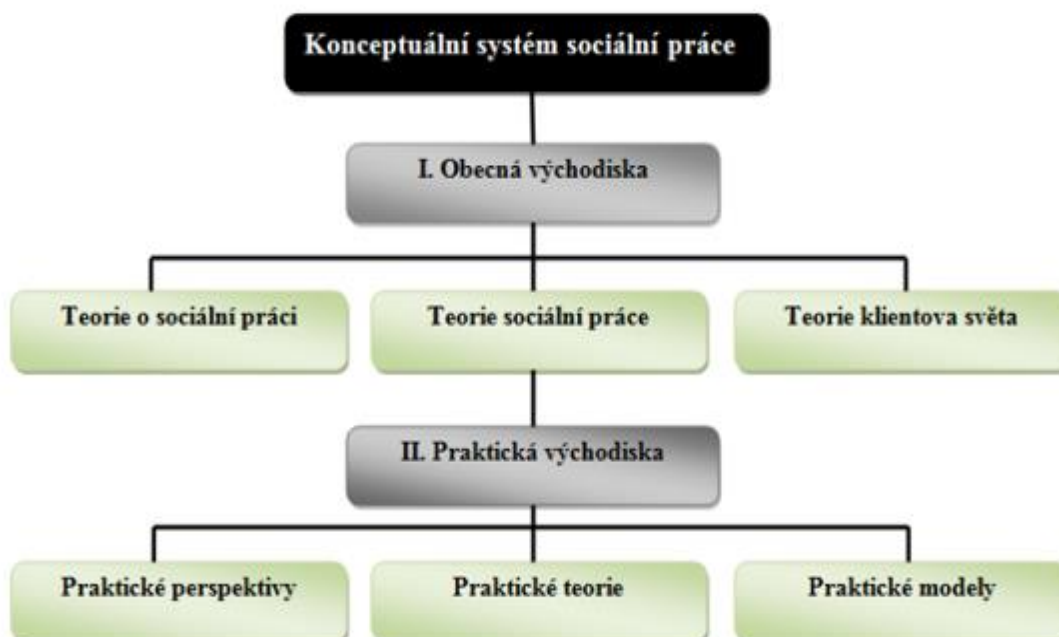 Konceptuální systém sociální práce
I. Obecná východiska
Teorie o sociální práci
Teorie sociální práce
Teorie klientova světa
II. Praktická východiska
Praktické perspektivy
Praktické teorie
Praktické modely